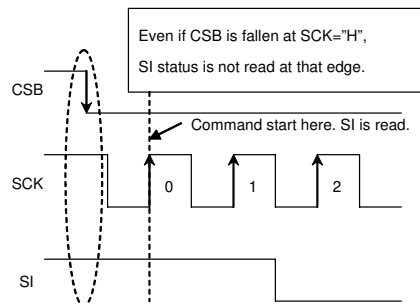 Even if CSB is fallen at SCK=”H”,
SI status is not read at that edge.
CSB
Command start here. SI is read.
SCK
0
1
2
SI